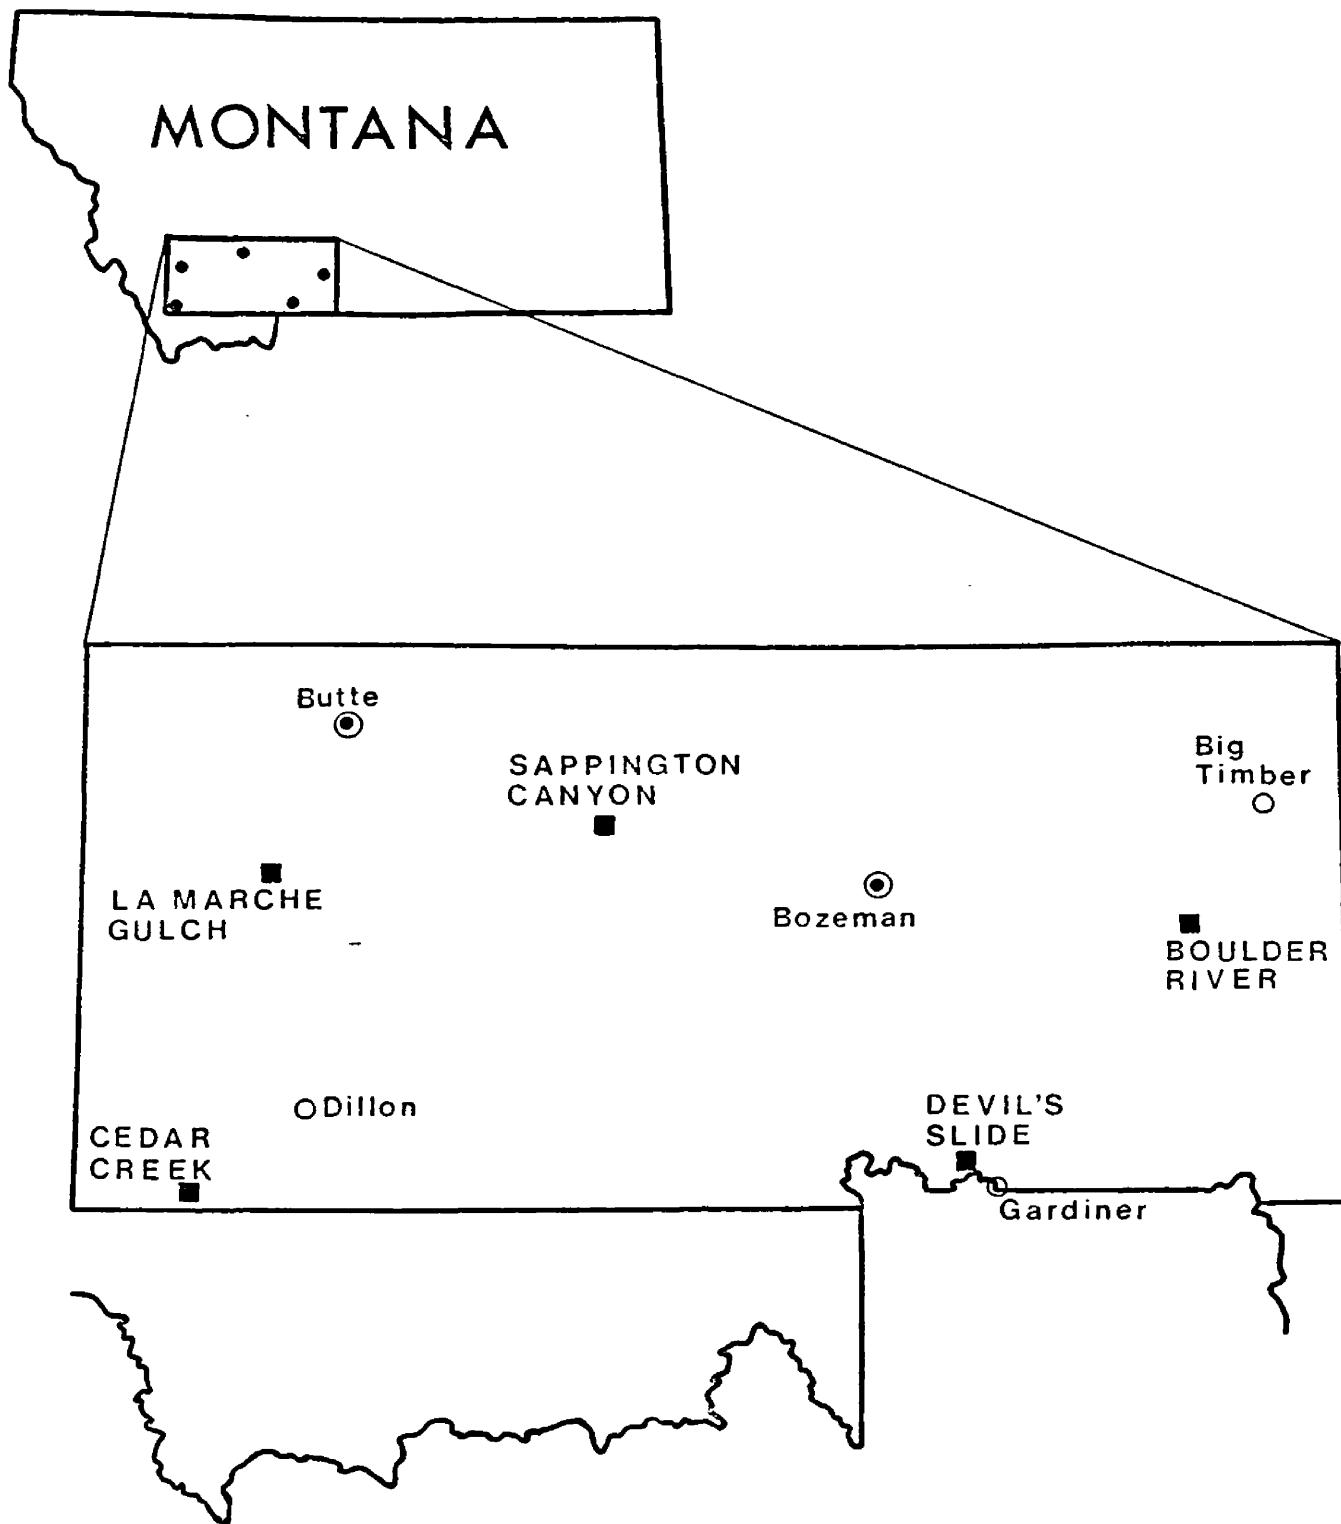 MONTANA
Butte
SAPPINGTON
CANYON
Big
Timber
LA MARCHE
GULCH
Bozeman
BOULDER
RIVER
Dillon
DEVIL'S
SLIDE
CEDAR
CREEK
Gardiner